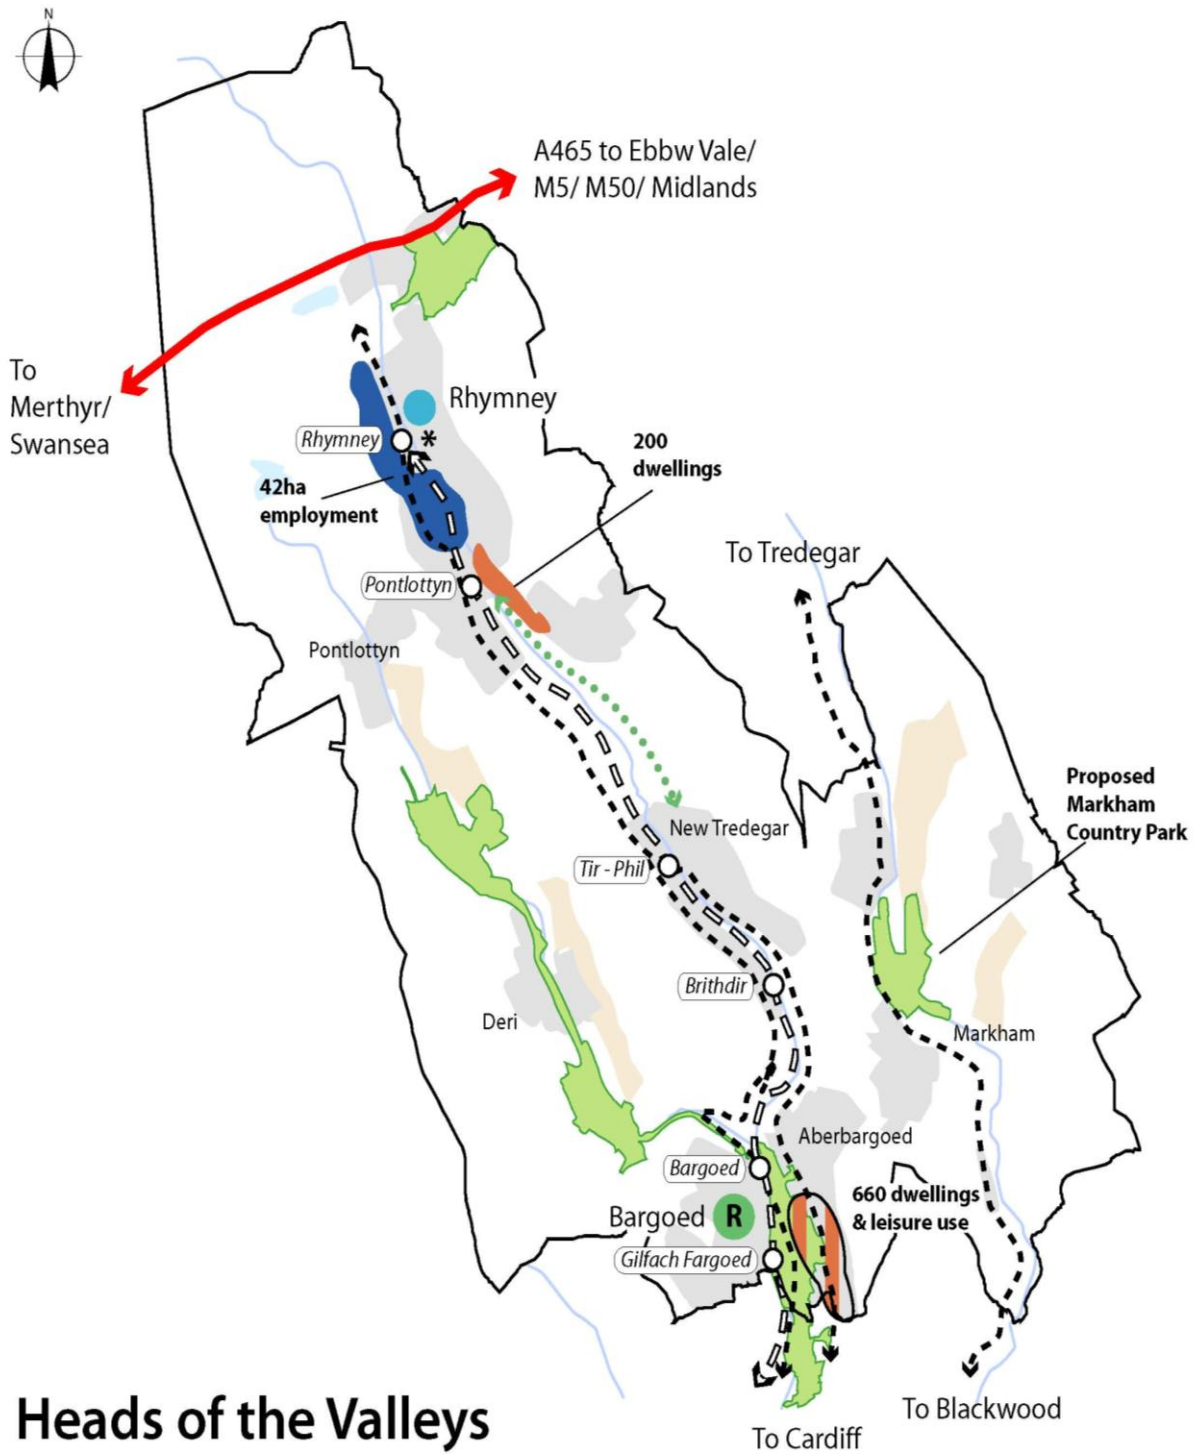 N
A465 to Ebbw Vale/
M5/ M50/ Midlands
To
Merthyr/
Swansea
Rhymney
Rhymney
*
200
dwellings
42ha
employment
To Tredegar
Pontlottyn
Pontlottyn
Proposed
Markham
Country Park
New Tredegar
Tir - Phil
Brithdir
Deri
Markham
Aberbargoed
Bargoed
660 dwellings
& leisure use
Bargoed
R
Gilfach Fargoed
Heads of the Valleys
To Blackwood
To Cardiff